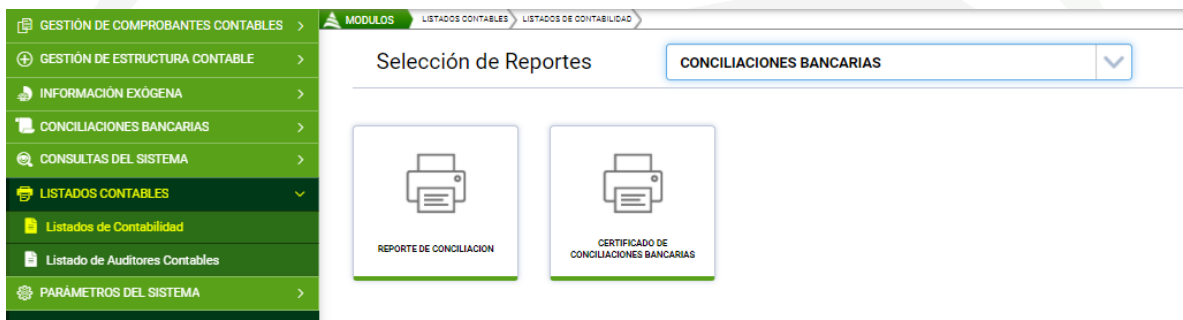 GESTIÓN DE COMPROBANTES CONTABLES
GESTIÓN DE ESTRUCTURA CONTABLE
INFORMACIÓN EXÓGENA
CONCILIACIONES BANCARIAS
CONSULTAS DEL SISTEMA
LISTADOS CONTABLES
Listados de Contabilidad
Listado de Auditores Contables
PARÁMETROS DEL SISTEMA
MODULOS LISTADOS CONTABLES LISTADOS DE CONTABILIDAD
Selección de Reportes CONCILIACIONES BANCARIAS
REPORTE DE CONCILIACION
CERTIFICADO DE
CONCILIACIONES BANCARIAS